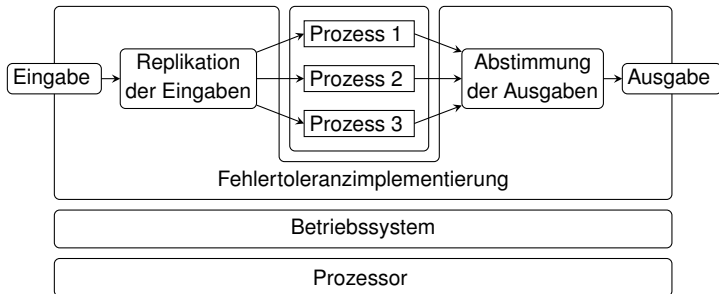 Eingabe
Replikation
der Eingaben
Prozess 1
Prozess 2
Prozess 3
Abstimmung
der Ausgaben
Ausgabe
Fehlertoleranzimplementierung
Betriebssystem
Prozessor